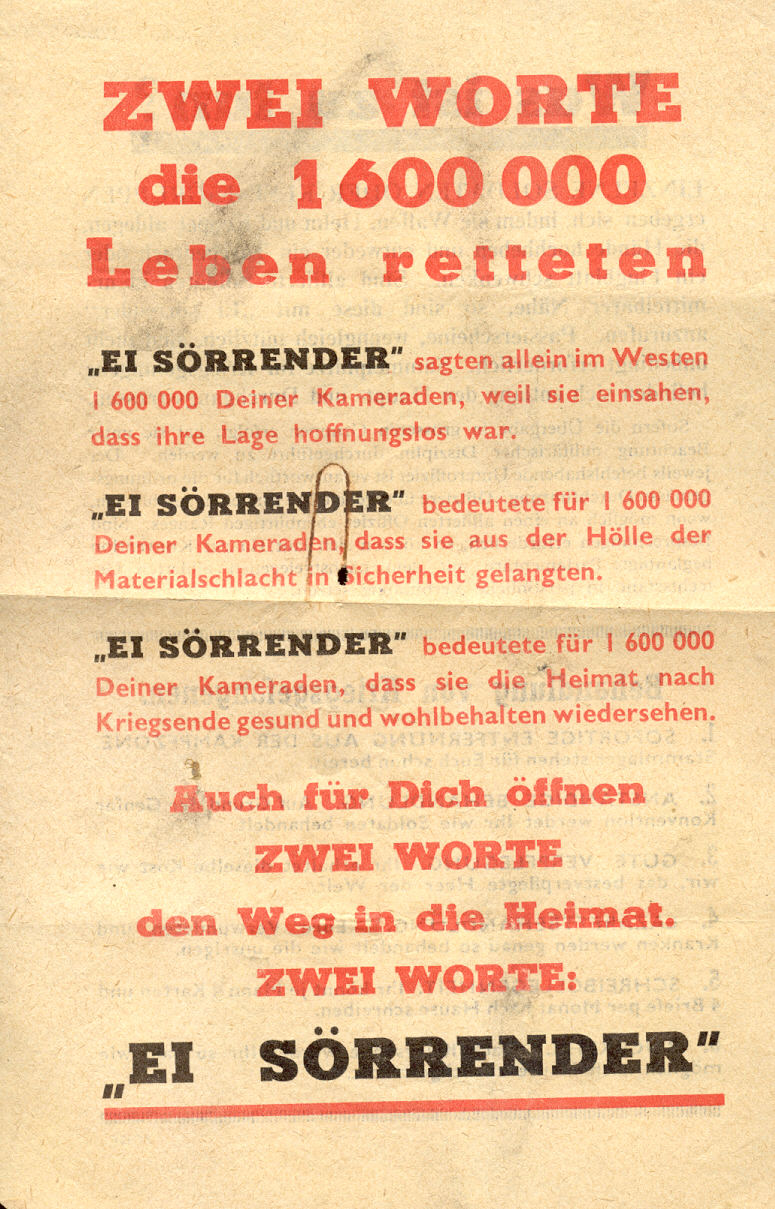 ZWEI WORTE
die 1600000
Leben retteten
„EI SÖRRENDER" sagten allein im Westen
1 600 000 Deiner Kameraden, weil sie einsahen,
dass ihre Lage hoffnungslos war.
„EI SÖRRENDER" bedeutete für 1 600 000
Deiner Kameraden, dass sie aus der Hölle der
Materialschlacht in Sicherheit gelangten.
„EI SÖRRENDER" bedeutete für 1 600 000
Deiner Kameraden, dass sie die Heimat nach
Kriegsende gesund und wohlbehalten wiedersehen.
Auch für Dich öffnen
ZWEI WORTE
den Weg in die Heimat.
ZWEI WORTE:
„EI SÖRRENDER"